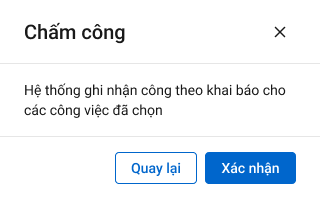 Chấm công
Hệ thống ghi nhận công theo khai báo cho
các công việc đã chọn
Quay lại
Xác nhận